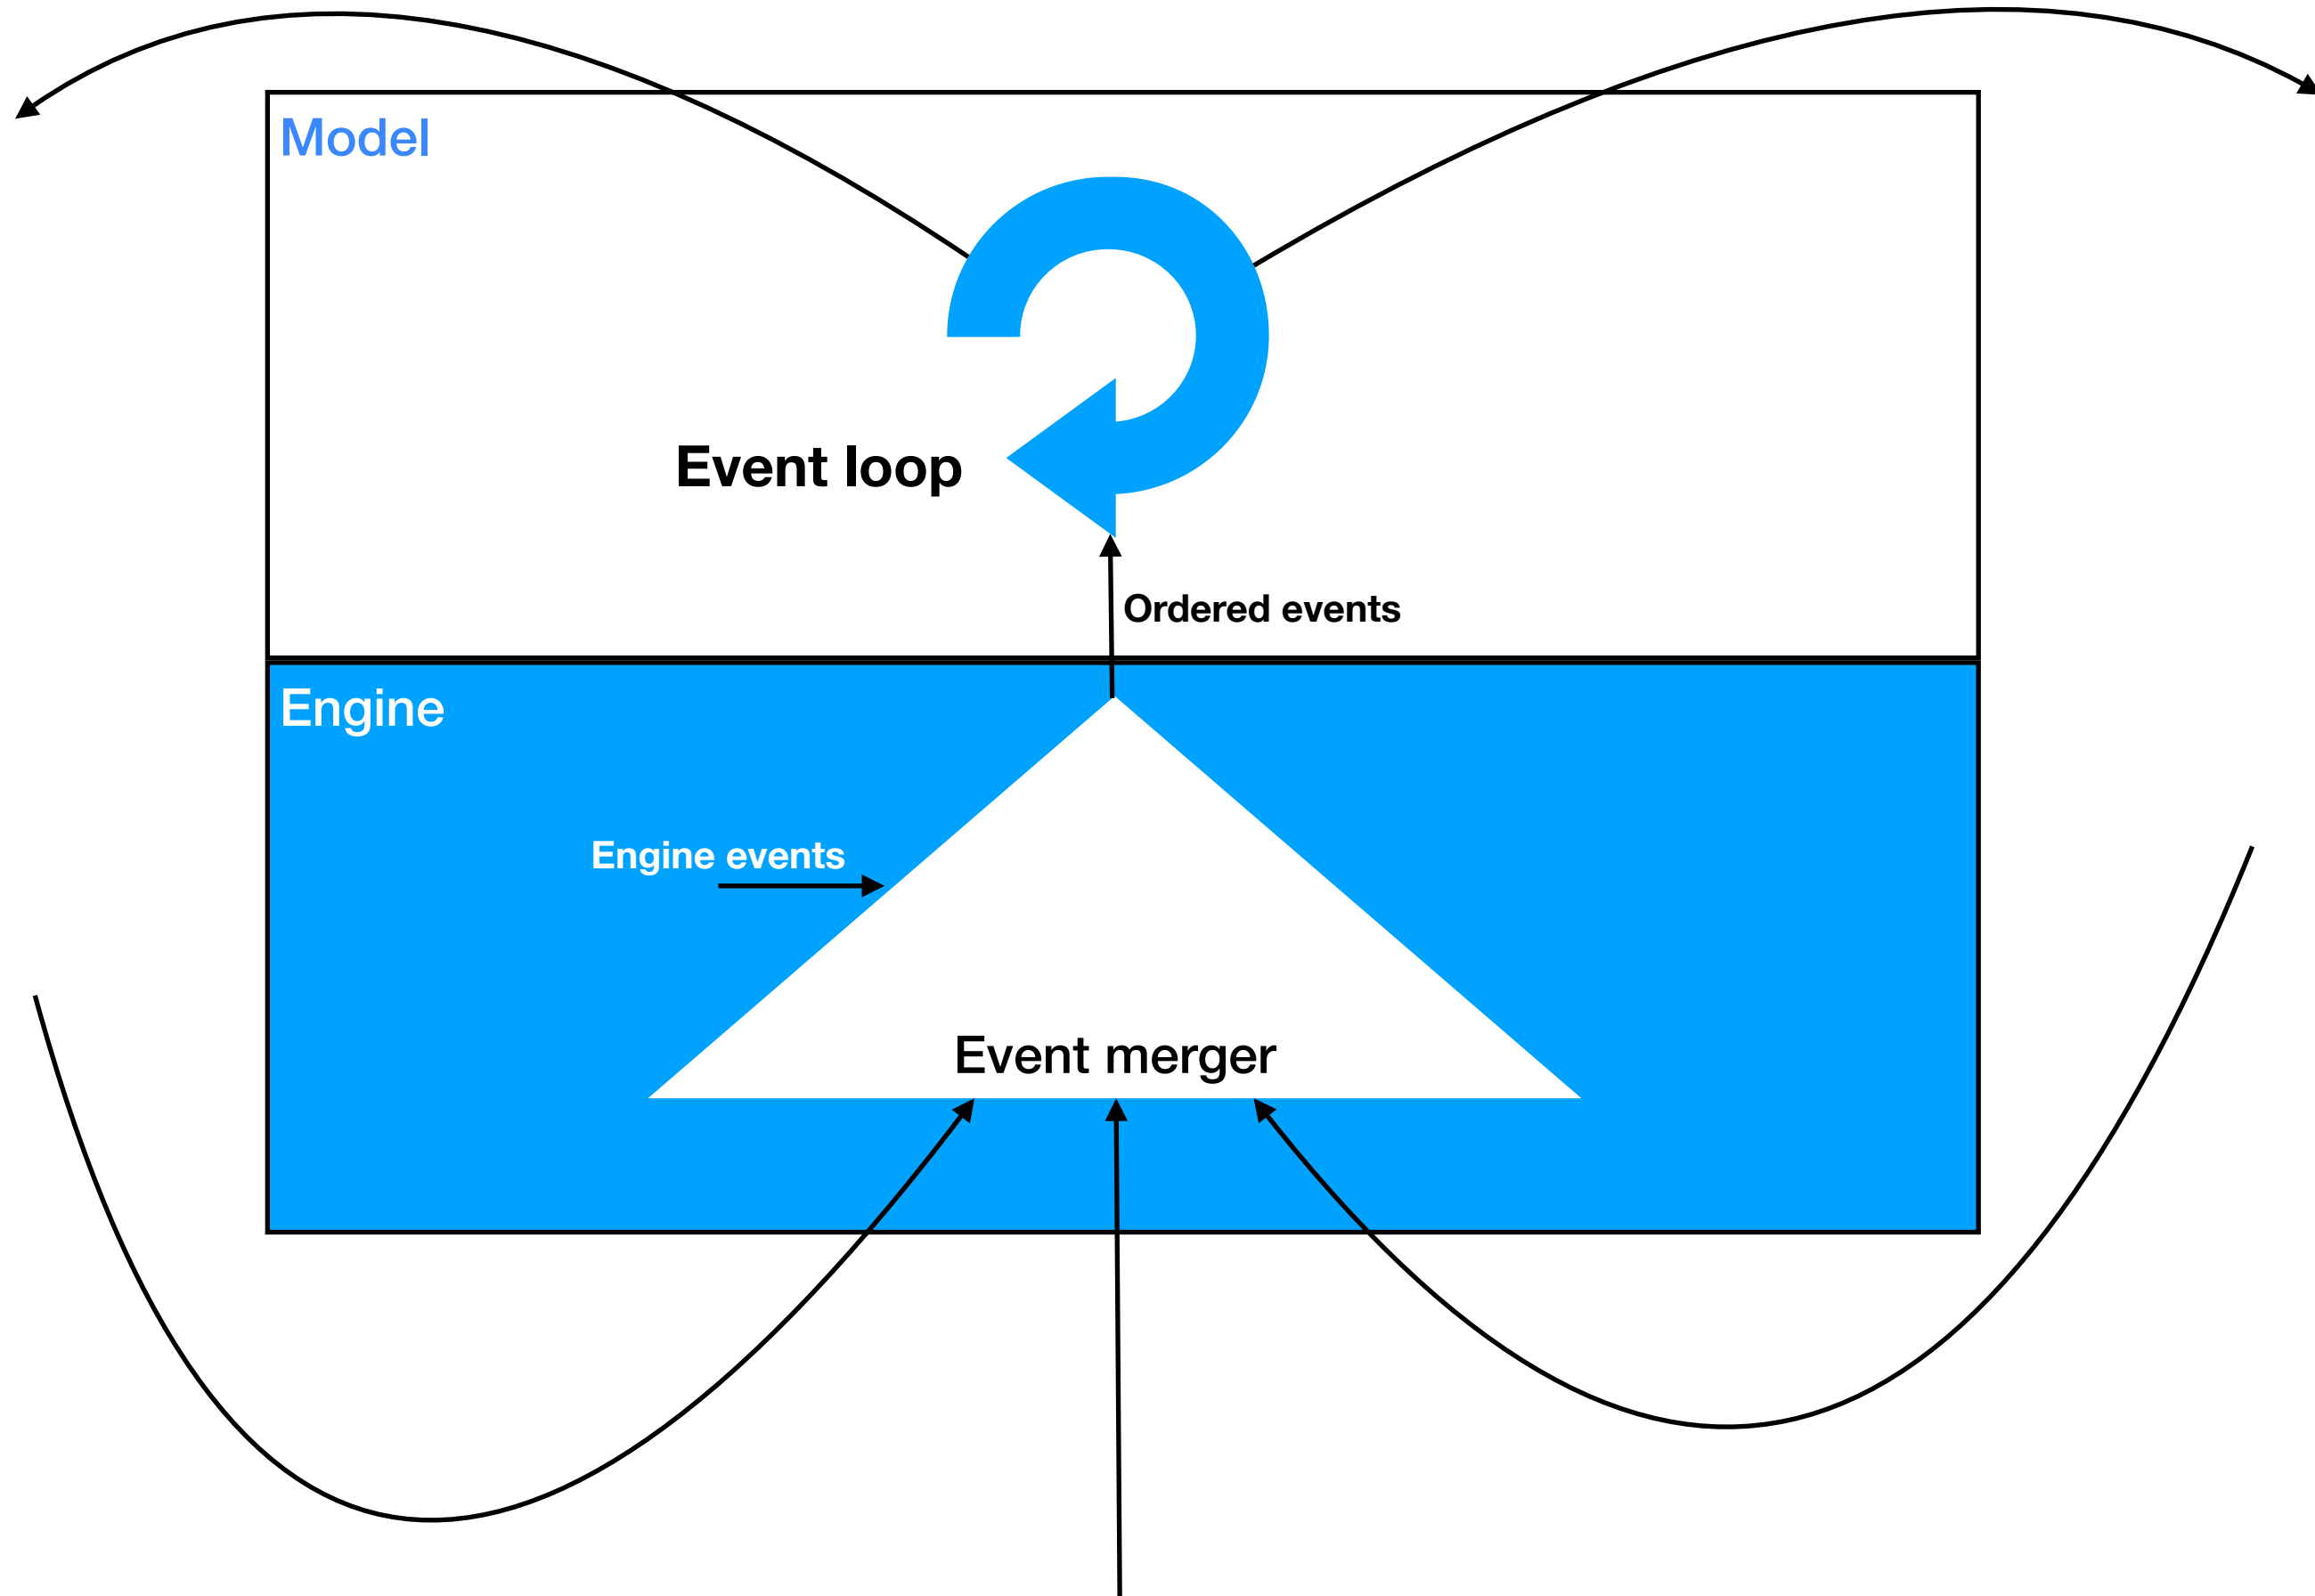 Model
Event loop
Ordered events
Engine
Engine events
Event merger